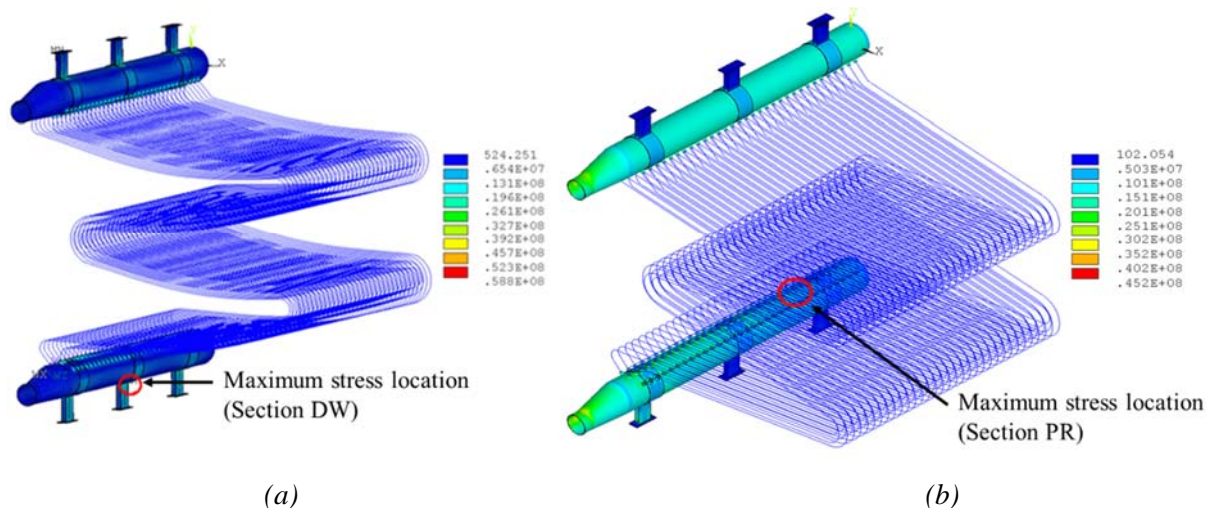 X
524.251
.654E+07
.131E+08
.196E+08
.261E+08
.327E+08
.392E+08
.457E+08
.523E+08
.588E+08
Maximum stress location
(Section DW)
(a)
X
102.054
.503E+07
.101E+08
.151E+08
.201E+08
.251E+08
.302E+08
.352E+08
.402E+08
.452E+08
Maximum stress location
(Section PR)
(b)